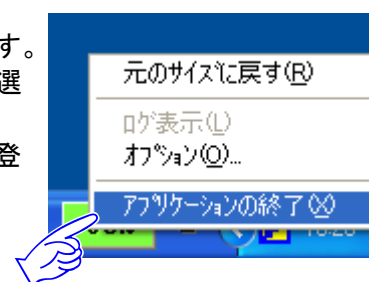 す。
選
登
元のサイズに戻す(R)
ログ表示(L)
オプション(O)...
アプリケーションの終了(X)